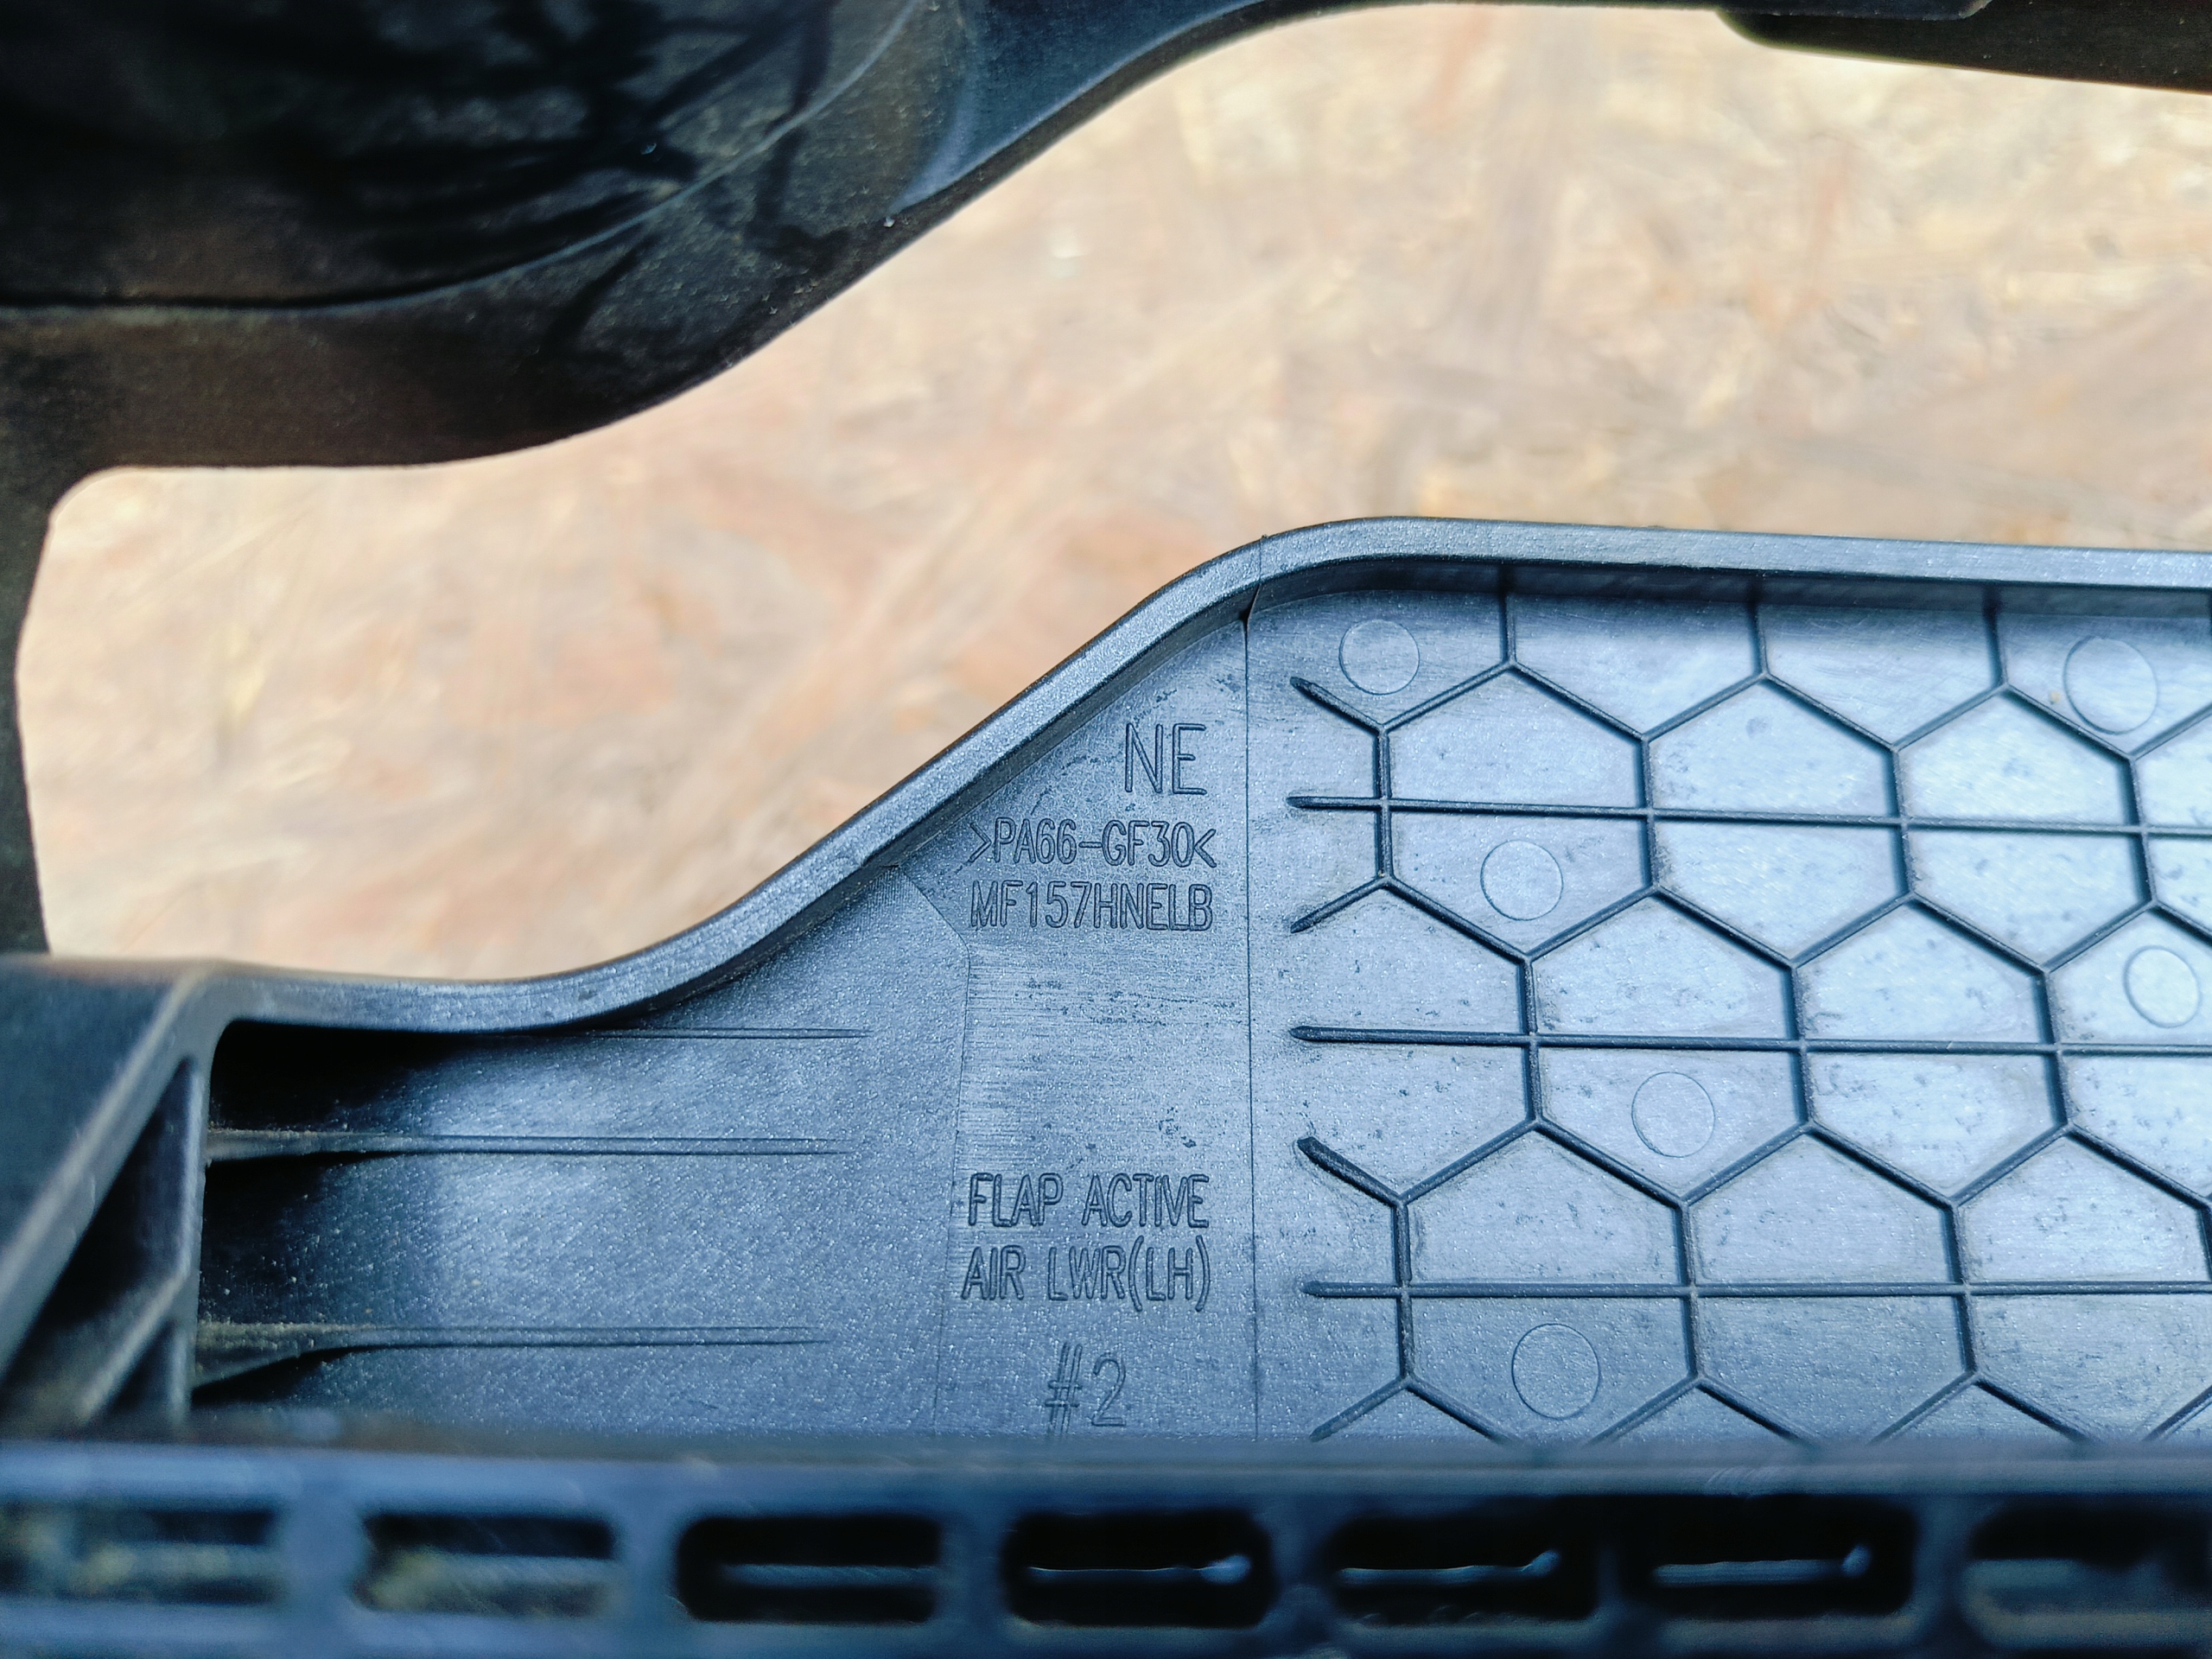 NE
>PA66-GF30<
MF157HNELB
FLAP ACTIVE
AIR LWR(LH)
#2